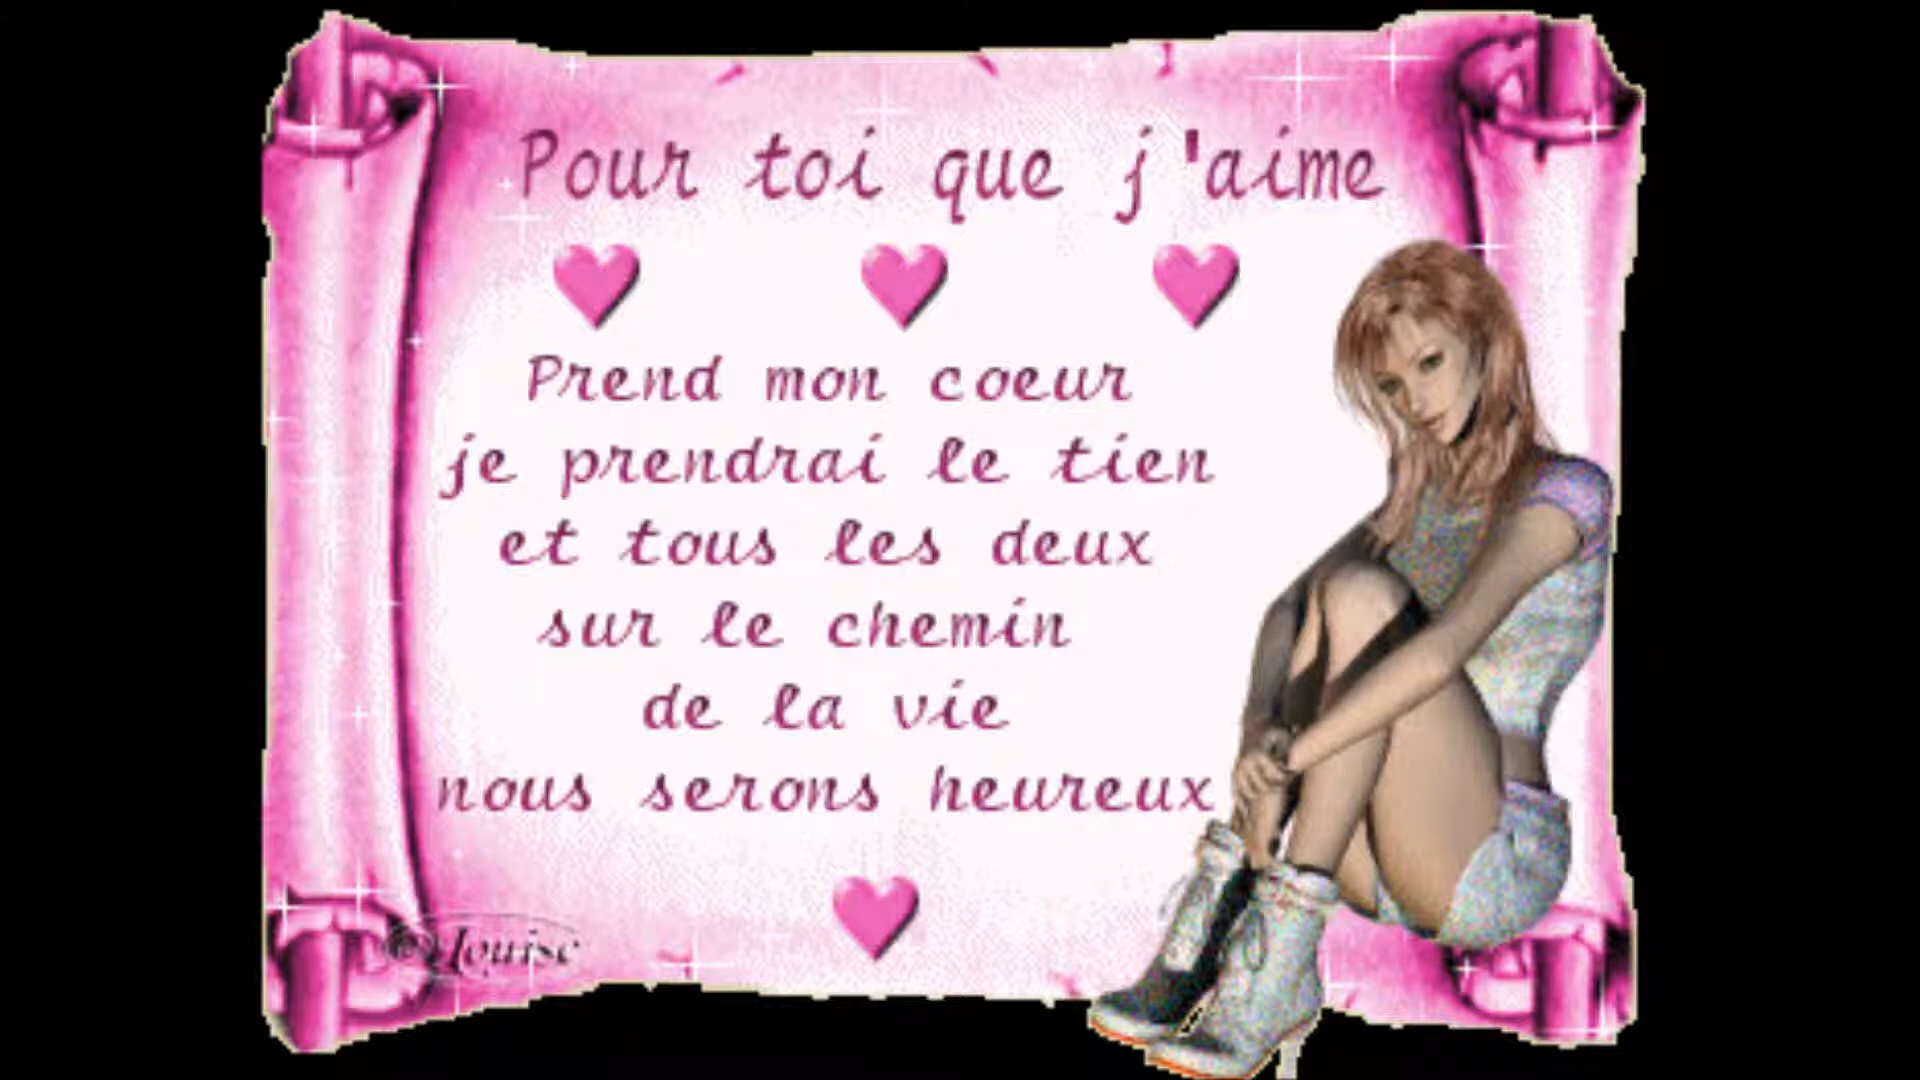 Pour toi que j'aime
Prend mon coeur
je prendrai le tien
et tous les deux
sur le chemin
de la vie
nous serons heureux
©Louise